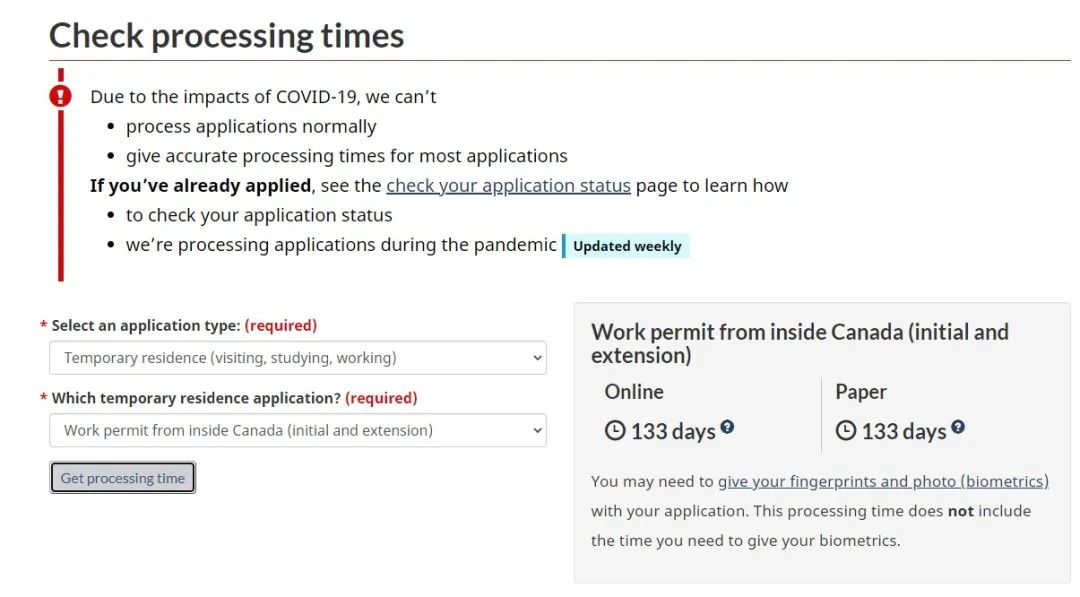 Check processing times
Due to the impacts of COVID-19, we can’t
• process applications normally
• give accurate processing times for most applications
If you’ve already applied, see the check your application status page to learn how
• to check your application status
• we’re processing applications during the pandemic Updated weekly
* Select an application type: (required)
Temporary residence (visiting, studying, working)
* Which temporary residence application? (required)
Work permit from inside Canada (initial and extension)
Get processing time
Work permit from inside Canada (initial and
extension)
Online
133 days ?
Paper
133 days ?
You may need to give your fingerprints and photo (biometrics)
with your application. This processing time does not include
the time you need to give your biometrics.